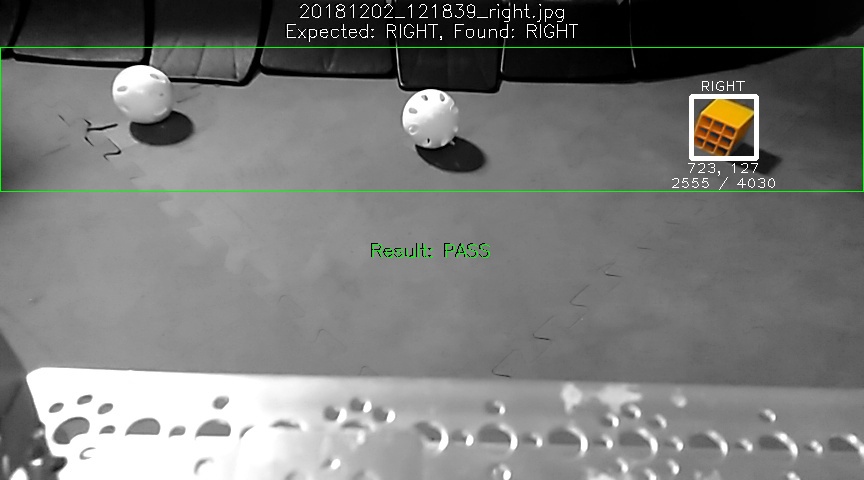 20181202_121839_right.jpg
Expected: RIGHT, Found: RIGHT
RIGHT
723, 127
2555 / 4030
Result: PASS